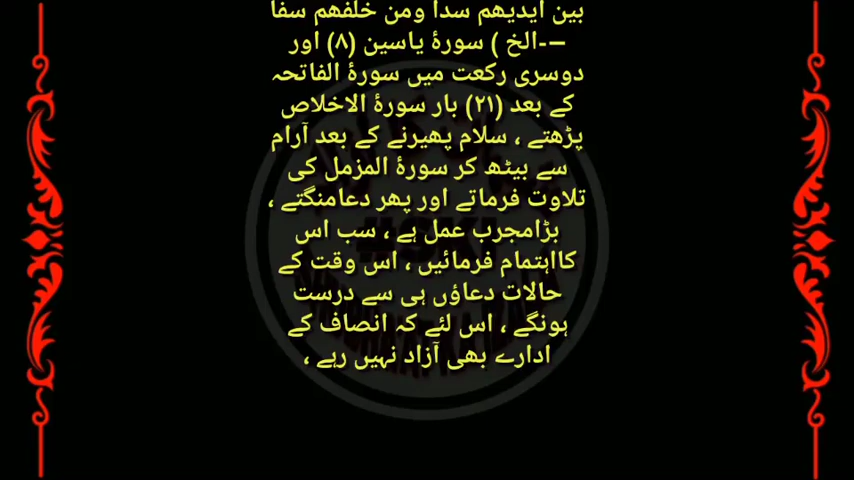 بین ایدیھم سدا ومن خلفھم سفا
–-الخ ) سورۂ یاسین (۸) اور
دوسری رکعت میں سورۃ الفاتحہ
کے بعد (۲۱) بار سورۂ الاخلاص
پڑھتے ، سلام پھیرنے کے بعد آرام
سے بیٹھ کر سورۂ المزمل کی
تلاوت فرماتے اور پھر دعامنگتے ،
بڑامجرب عمل ہے ، سب اس
کااہتمام فرمائیں ، اس وقت کے
حالات دعاؤں ہی سے درست
ہونگے ، اس لئے کہ انصاف کے
ادارے بھی آزاد نہیں رہے ،